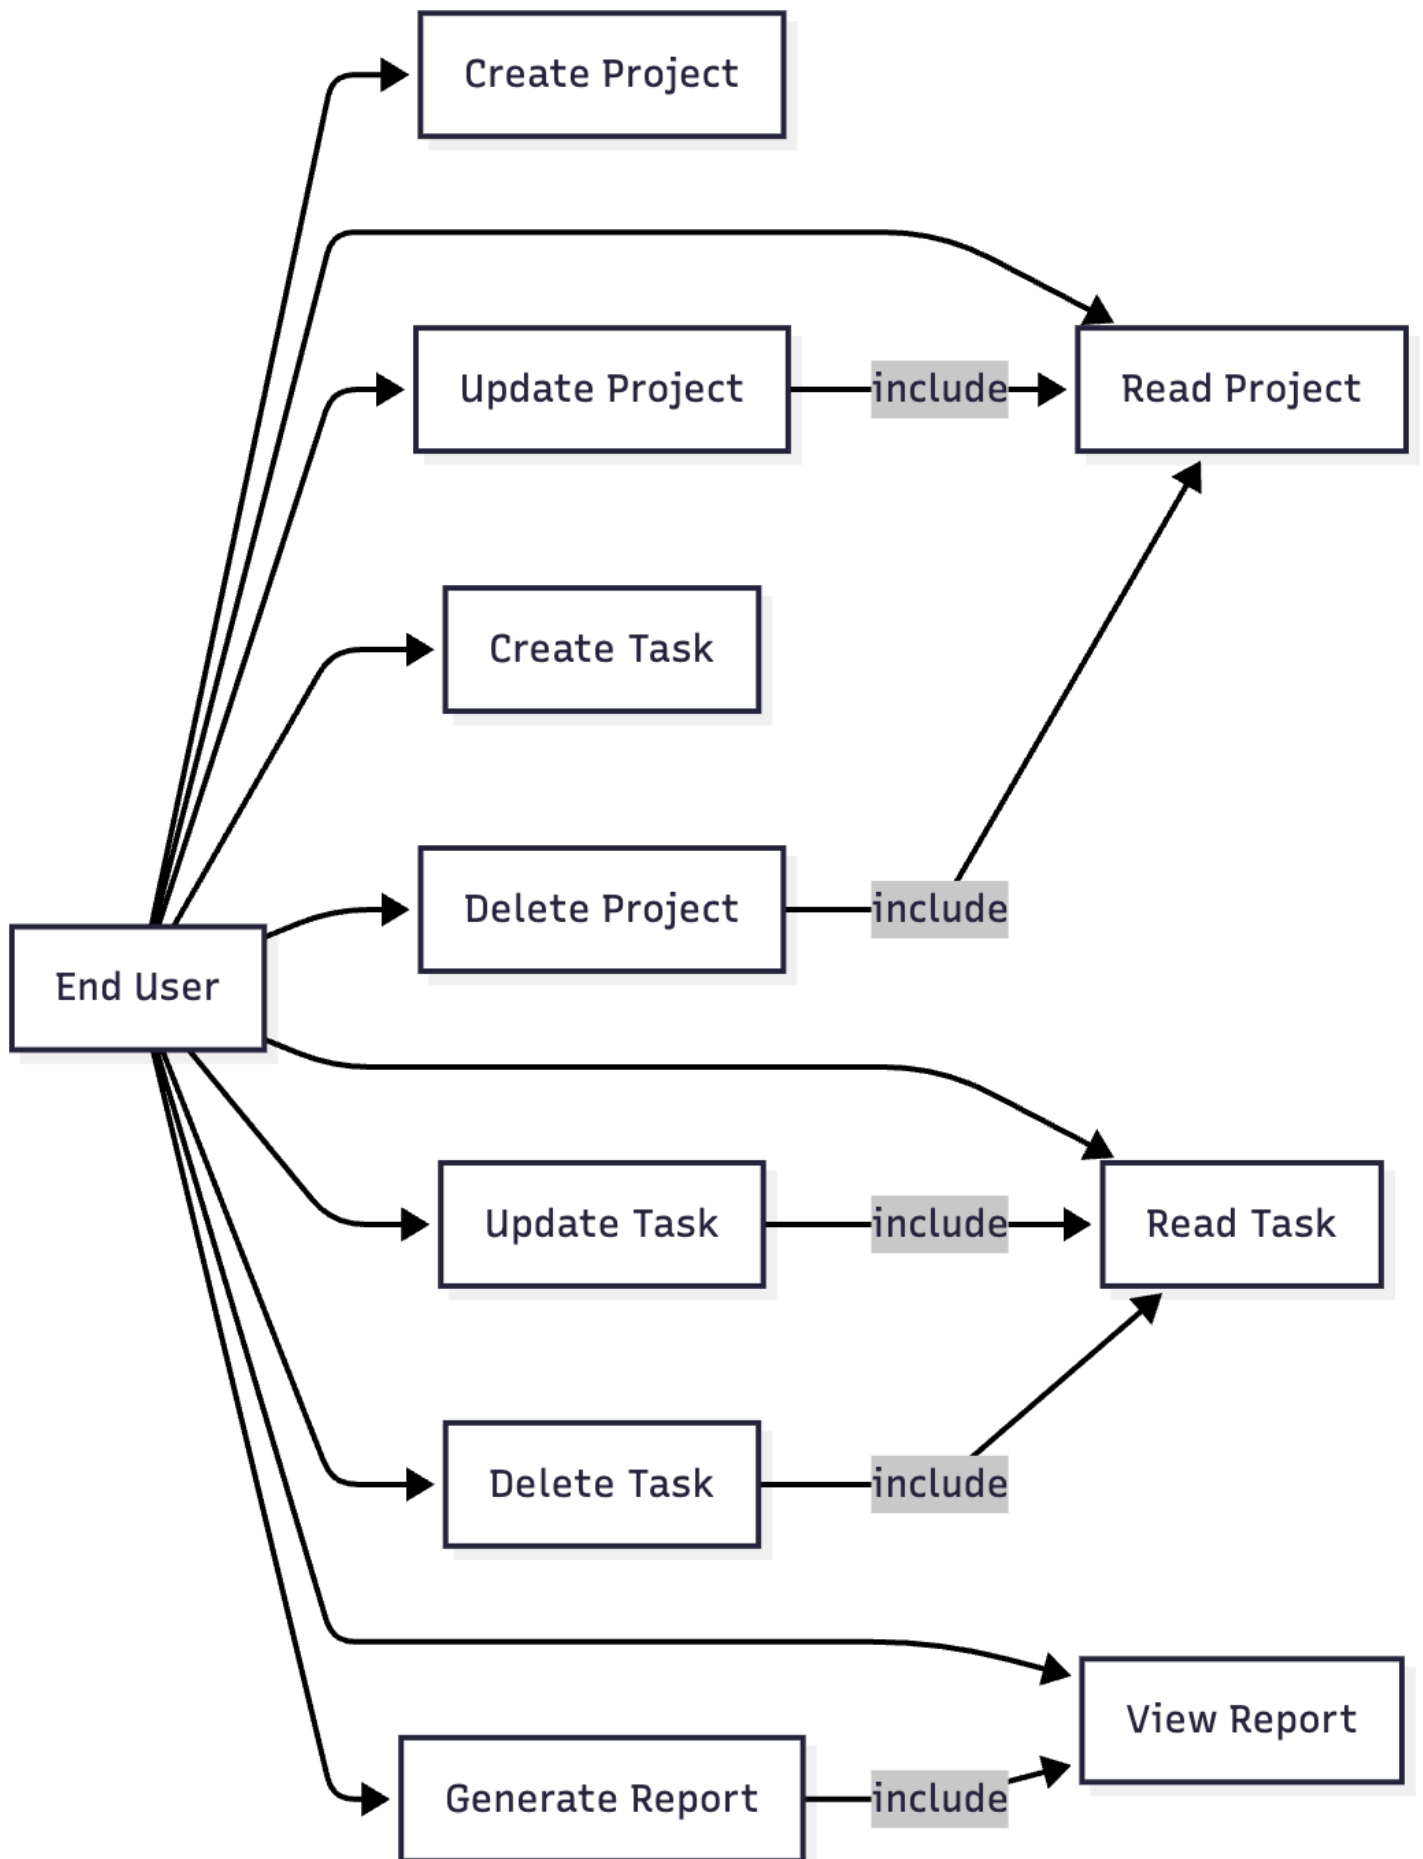 Create Project
Update Project
include
Read Project
Create Task
Delete Project
include
End User
Update Task
include
Read Task
Delete Task
include
View Report
Generate Report
include